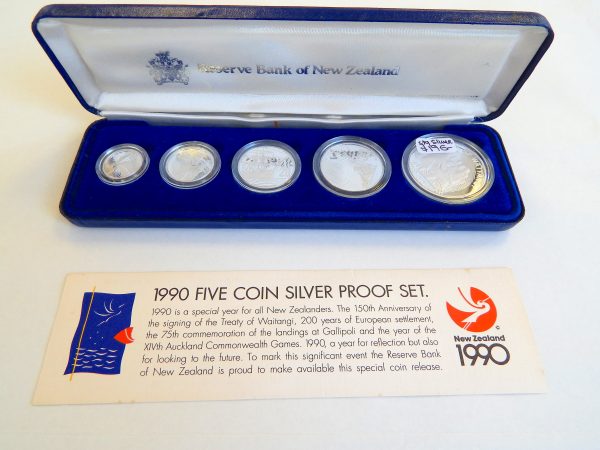 Reserve Bank of New Zealand
Stg Silver
$195-
1990 FIVE COIN SILVER PROOF SET.
1990 is a special year for all New Zealanders. The 150th Anniversary of
the signing of the Treaty of Waitangi, 200 years of European settlement,
the 75th commemoration of the landings at Gallipoli and the year of the
XIVth Auckland Commonwealth Games. 1990, a year for reflection but also
for looking to the future. To mark this significant event the Reserve Bank
of New Zealand is proud to make available this special coin release.
©
New Zealand
1990